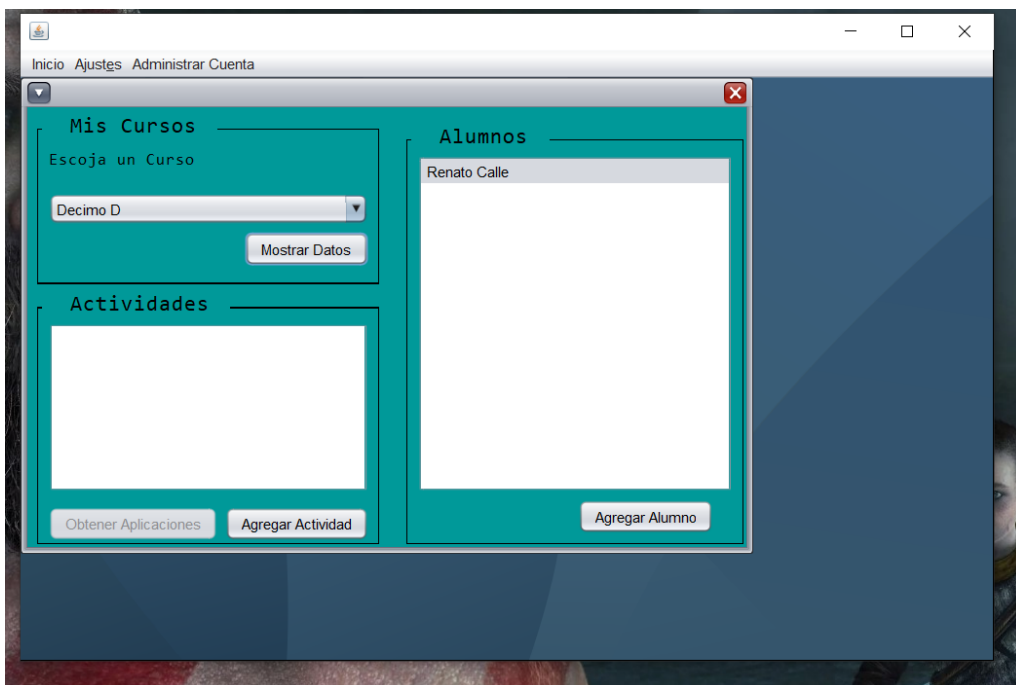 Inicio Ajustes Administrar Cuenta
Mis Cursos
Escoja un Curso
Decimo D
Mostrar Datos
Actividades
Obtener Aplicaciones Agregar Actividad
Alumnos
Renato Calle
Agregar Alumno